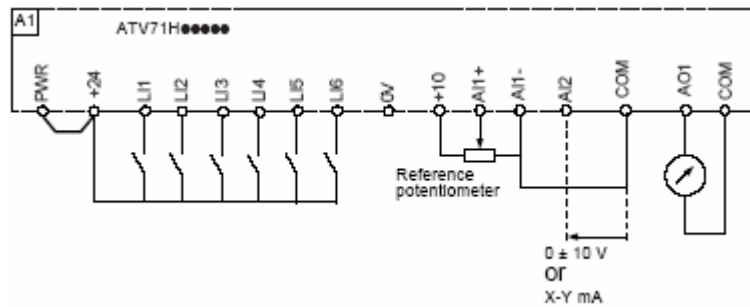 A1
ATV71H●●●●●
PWR
+24
LI1
LI2
LI3
LI4
LI5
LI6
0V
+10
AI1+
AI1-
AI2
COM
AO1
COM
Reference
potentiometer
0 ± 10 V
or
X-Y mA